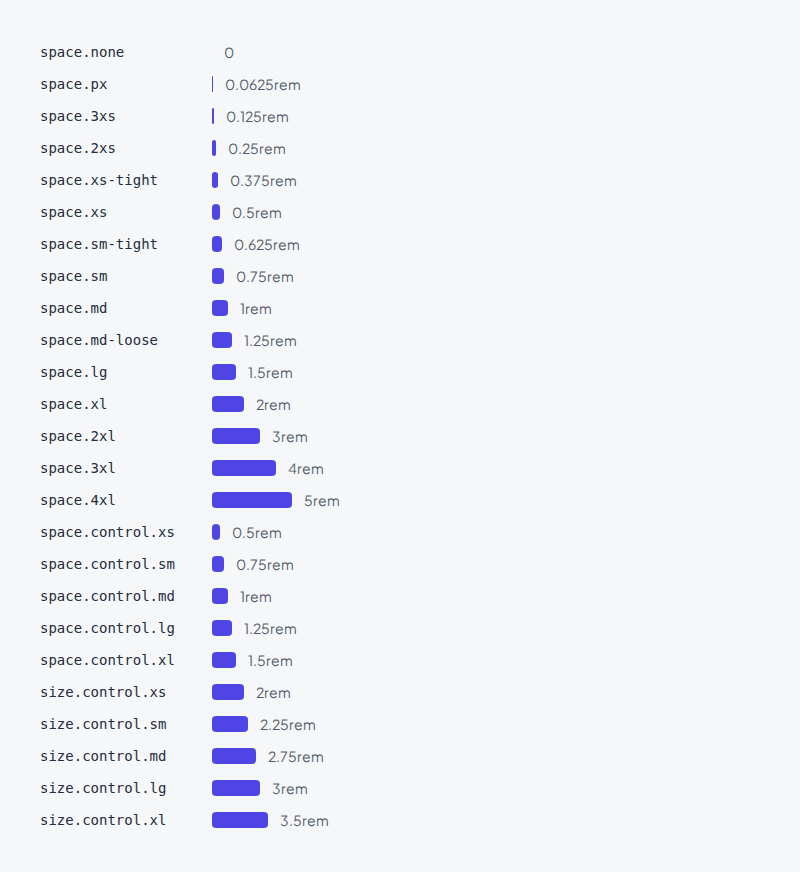 space.none 0
space.px 0.0625rem
space.3xs 0.125rem
space.2xs 0.25rem
space.xs-tight 0.375rem
space.xs 0.5rem
space.sm-tight 0.625rem
space.sm 0.75rem
space.md 1rem
space.md-loose 1.25rem
space.lg 1.5rem
space.xl 2rem
space.2xl 3rem
space.3xl 4rem
space.4xl 5rem
space.control.xs 0.5rem
space.control.sm 0.75rem
space.control.md 1rem
space.control.lg 1.25rem
space.control.xl 1.5rem
size.control.xs 2rem
size.control.sm 2.25rem
size.control.md 2.75rem
size.control.lg 3rem
size.control.xl 3.5rem